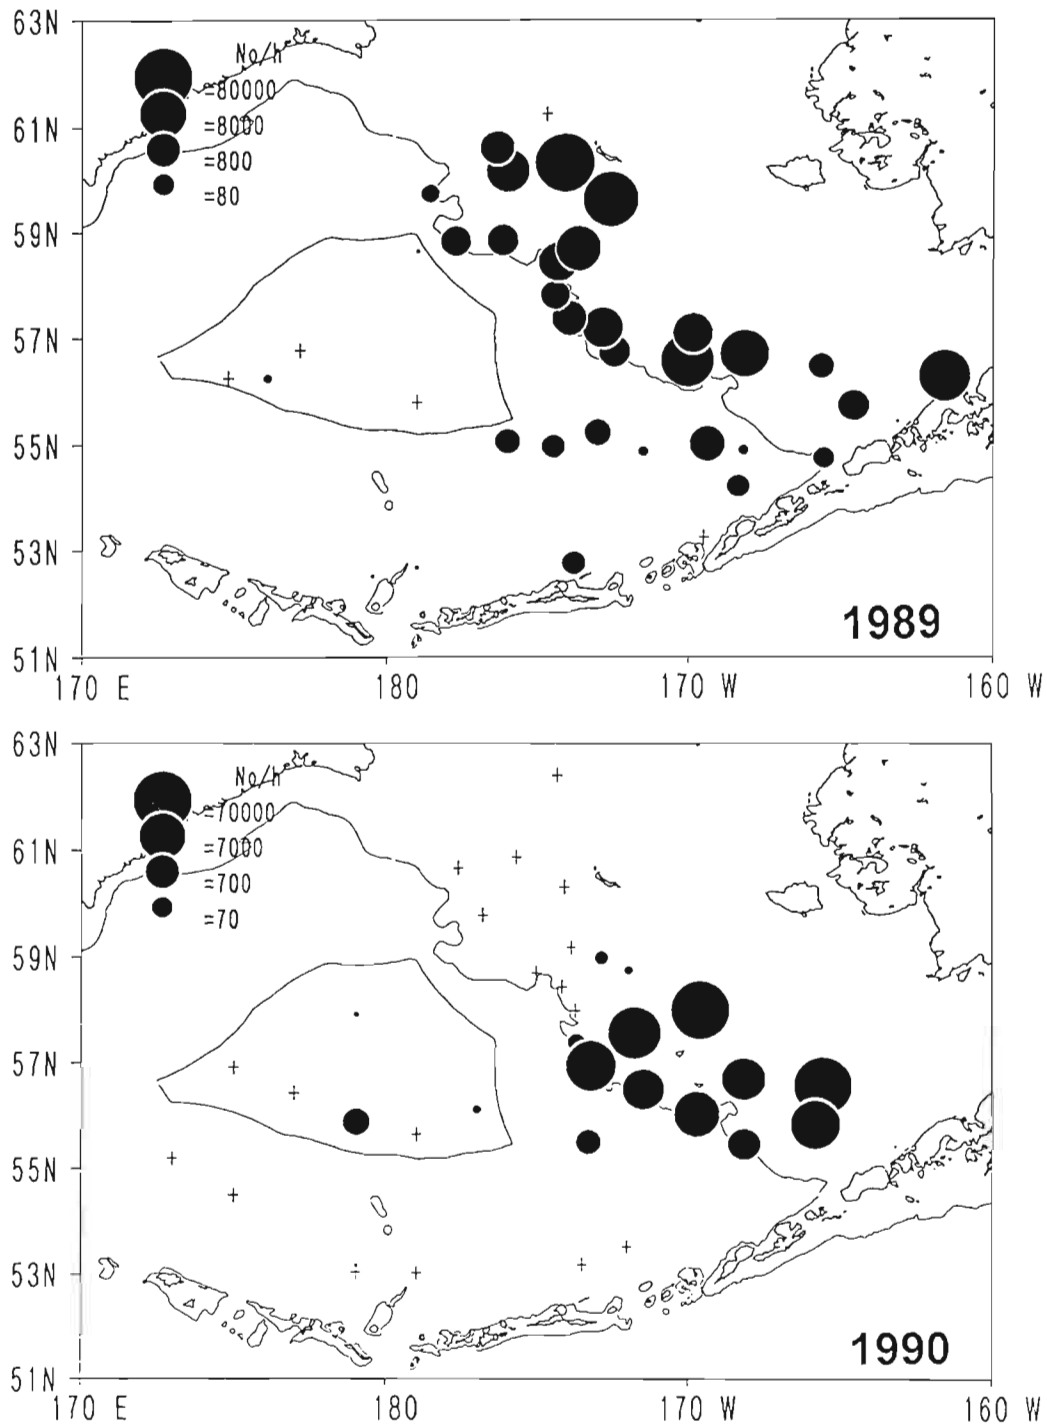 63N
No/h
=80000
=8000
61N
=800
=80
59N
57N
55N
53N
1989
51N
170 E 180 170 W 160 W
63N
No/h
=70000
61N
=7000
=700
=70
59N
57N
55N
53N
1990
51N
170 E 180 170 W 160 W